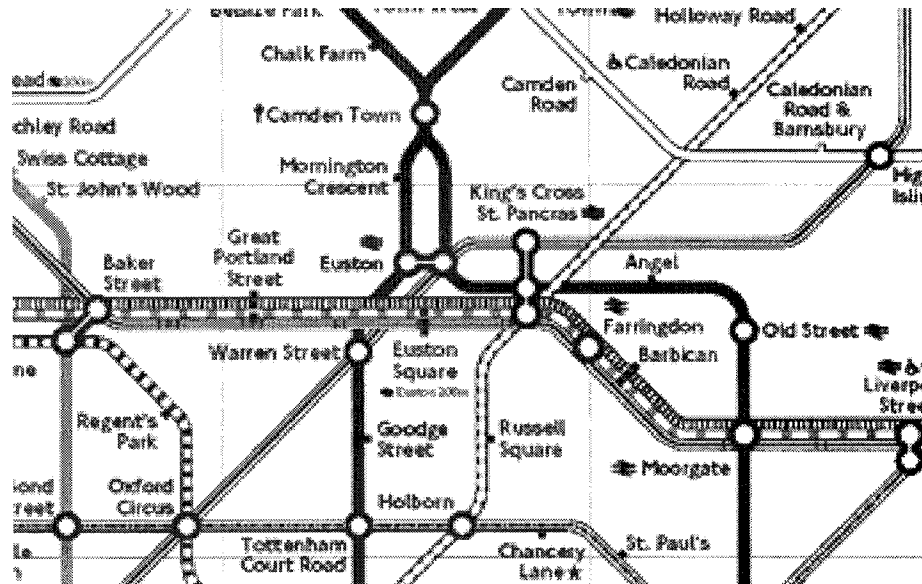 Holloway Road
Chalk Farm
Caledonian
Road
Camden
Road
Caledonian
Road &
Barnsbury
Camden Town
chley Road
Swiss Cottage
St. John's Wood
Mornington
Crescent
King's Cross
St. Pancras
Great
Portland
Street
Euston
Angel
Baker
Street
Farringdon
Old Street
Warren Street
Euston
Square
Barbican
Regent's
Park
Goodge
Street
Russell
Square
Moorgate
Oxford
Circus
Holborn
Tottenham
Court Road
Chancery
Lane
St. Paul's